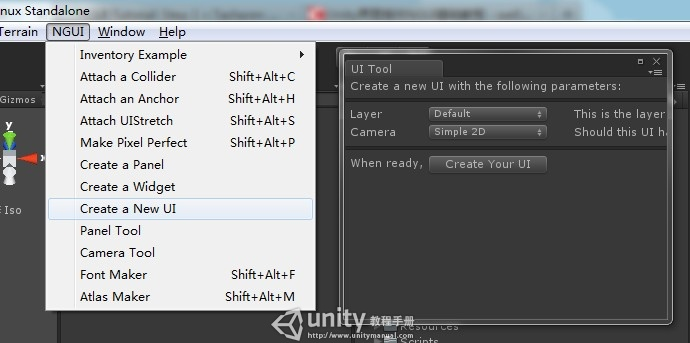 nux Standalone
Terrain NGUI Window Help
Inventory Example
Attach a Collider Shift+Alt+C
Attach an Anchor Shift+Alt+H
Attach UIStretch Shift+Alt+S
Make Pixel Perfect Shift+Alt+P
Create a Panel
Create a Widget
Create a New UI
Panel Tool
Camera Tool
Font Maker Shift+Alt+F
Atlas Maker Shift+Alt+M
Gizmos
y
x
Iso
UI Tool
Create a new UI with the following parameters:
Layer Default This is the layer
Camera Simple 2D Should this UI ha
When ready, Create Your UI
Resources
Scripts
unity 教程手册
http://www.unitymanual.com